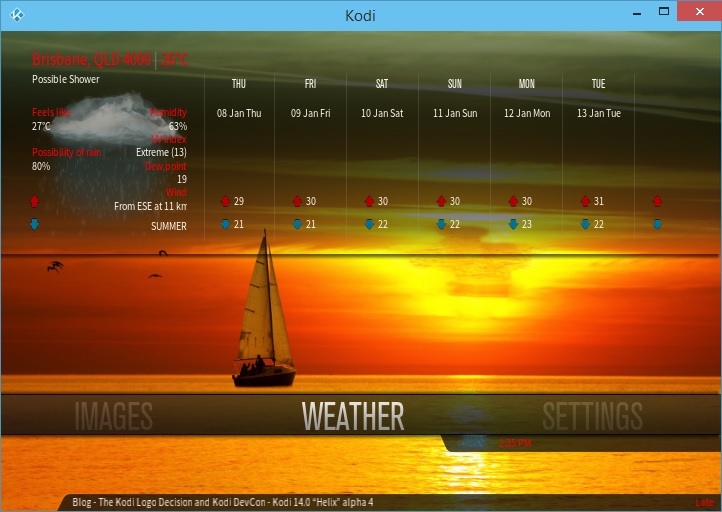 Kodi
Brisbane, QLD 4000 | 26°C
Possible Shower
Feels like
Humidity
27°C
63%
UV Index
Possibility of rain
Extreme (13)
80%
Dew point
19
Wind
From ESE at 11 km
SUMMER
THU FRI SAT SUN MON TUE
08 Jan Thu 09 Jan Fri 10 Jan Sat 11 Jan Sun 12 Jan Mon 13 Jan Tue
29 30 30 30 30 31
21 21 22 22 23 22
IMAGES WEATHER SETTINGS
2:35 PM
Blog - The Kodi Logo Decision and Kodi DevCon - Kodi 14.0 "Helix" alpha 4